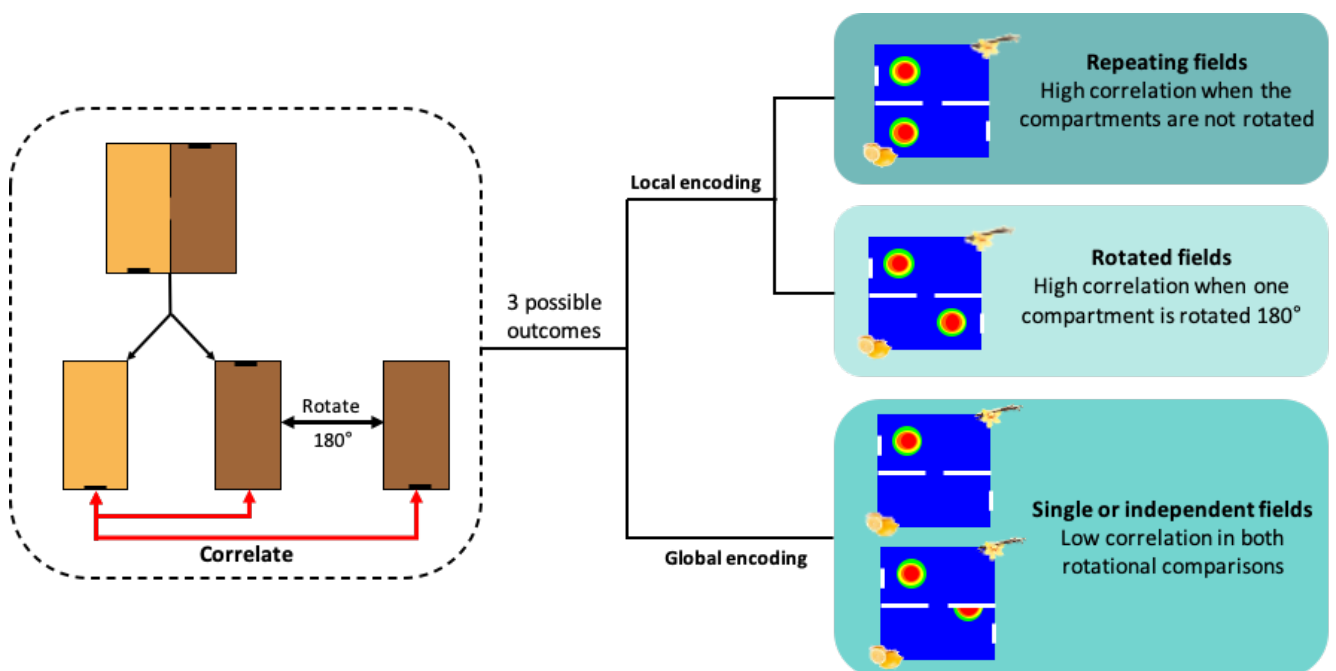 Rotate
180°
Correlate
3 possible
outcomes
Local encoding
Global encoding
Repeating fields
High correlation when the
compartments are not rotated
Rotated fields
High correlation when one
compartment is rotated 180°
Single or independent fields
Low correlation in both
rotational comparisons